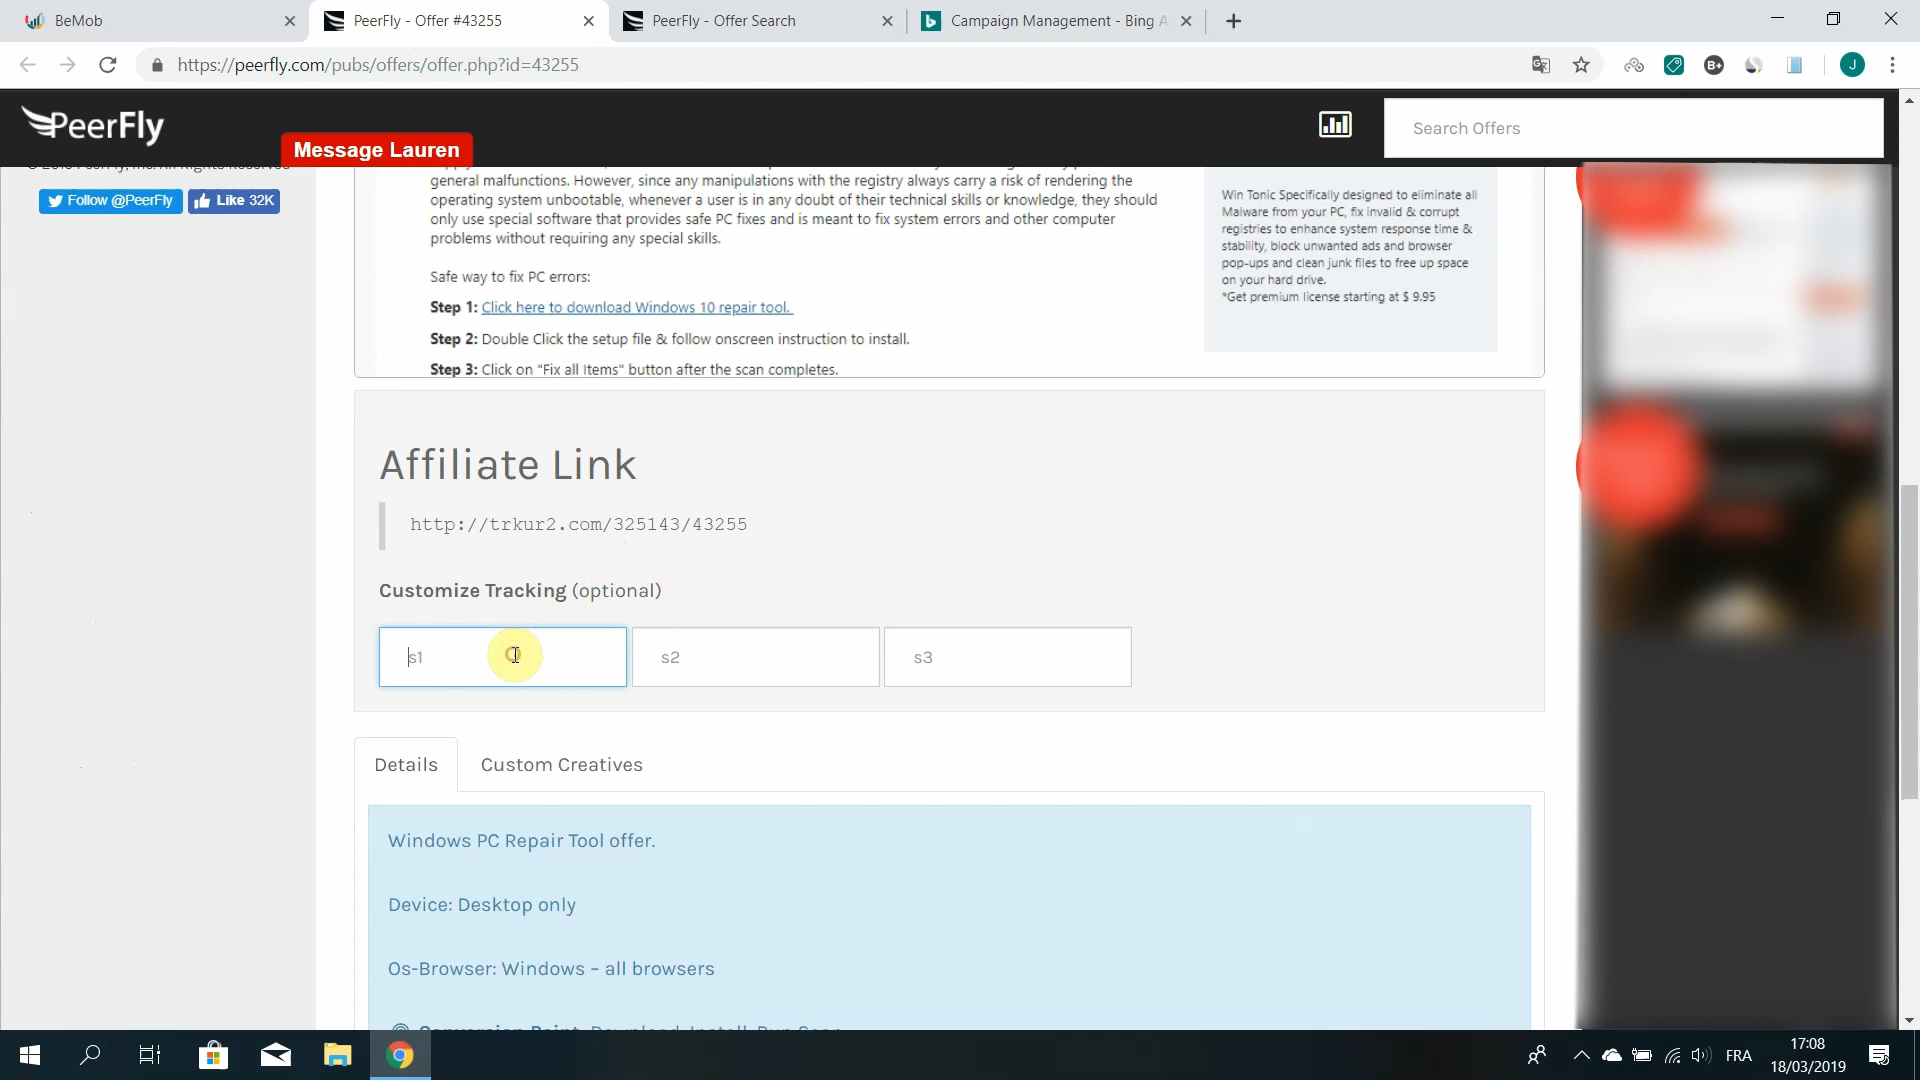 BeMob
PeerFly - Offer #43255
PeerFly - Offer Search
Campaign Management - Bing A
https://peerfly.com/pubs/offers/offer.php?id=43255
B+
J
PeerFly
Message Lauren
Search Offers
Follow @PeerFly
Like 32K
general malfunctions. However, since any manipulations with the registry always carry a risk of rendering the
operating system unbootable, whenever a user is in any doubt of their technical skills or knowledge, they should
only use special software that provides safe PC fixes and is meant to fix system errors and other computer
problems without requiring any special skills.
Safe way to fix PC errors:
Step 1: Click here to download Windows 10 repair tool.
Step 2: Double Click the setup file & follow onscreen instruction to install.
Step 3: Click on "Fix all Items" button after the scan completes.
Win Tonic Specifically designed to eliminate all
Malware from your PC, fix invalid & corrupt
registries to enhance system response time &
stability, block unwanted ads and browser
pop-ups and clean junk files to free up space
on your hard drive.
*Get premium license starting at $ 9.95
Affiliate Link
http://trkur2.com/325143/43255
Customize Tracking (optional)
s1
s2
s3
Details
Custom Creatives
Windows PC Repair Tool offer.
Device: Desktop only
Os-Browser: Windows – all browsers
FRA
17:08
18/03/2019